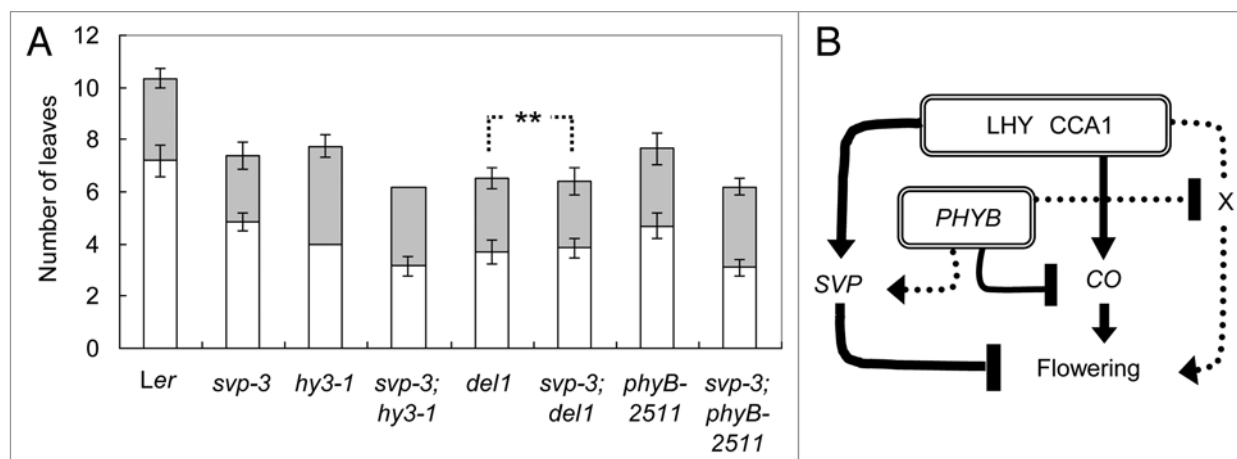 A
Number of leaves
12
10
8
6
4
2
0
Ler
svp-3
hy3-1
svp-3;
hy3-1
del1
svp-3;
del1
phyB-
2511
svp-3;
phyB-
2511
**
B
LHY CCA1
PHYB
X
SVP
CO
Flowering